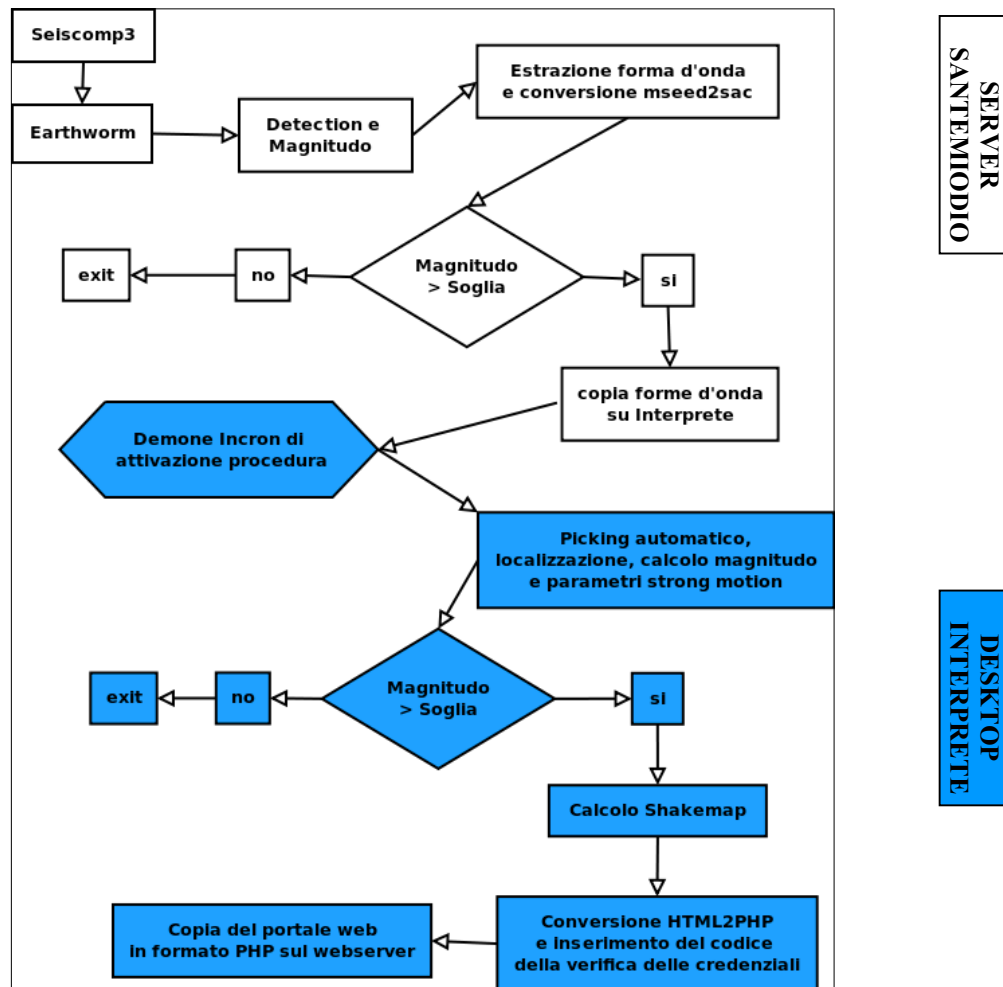 Seiscomp3
Estrazione forma d'onda
e conversione mseed2sac
Earthworm
Detection e
Magnitudo
SERVER
SANTEMIODIO
exit
no
Magnitudo
> Soglia
si
copia forme d'onda
su Interprete
Demone Incron di
attivazione procedura
Picking automatico,
localizzazione, calcolo magnitudo
e parametri strong motion
DESKTOP
INTERPRETE
exit
no
Magnitudo
> Soglia
si
Calcolo Shakemap
Conversione HTML2PHP
e inserimento del codice
della verifica delle credenziali
Copia del portale web
in formato PHP sul webserver